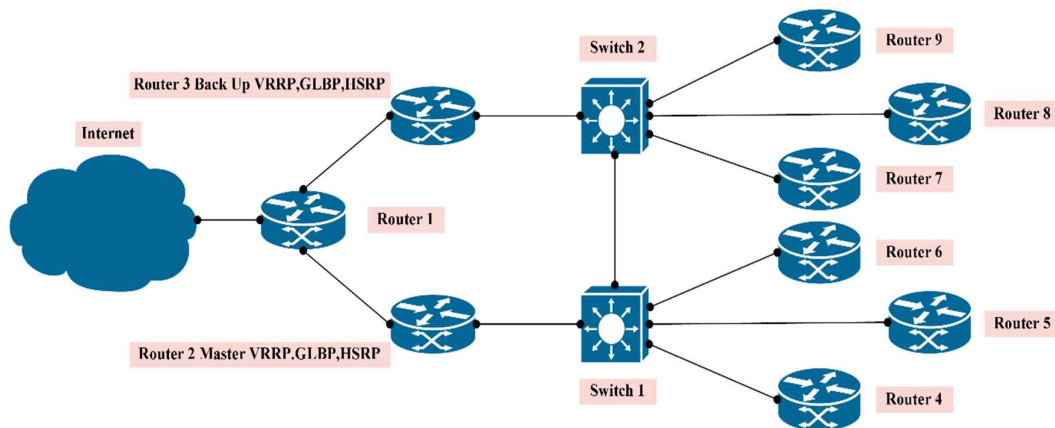 Switch 2
Router 9
Router 3 Back Up VRRP,GLBP,HSRP
Router 8
Internet
Router 7
Router 1
Router 6
Router 5
Router 2 Master VRRP.GLBP,HSRP
Switch 1
Router 4